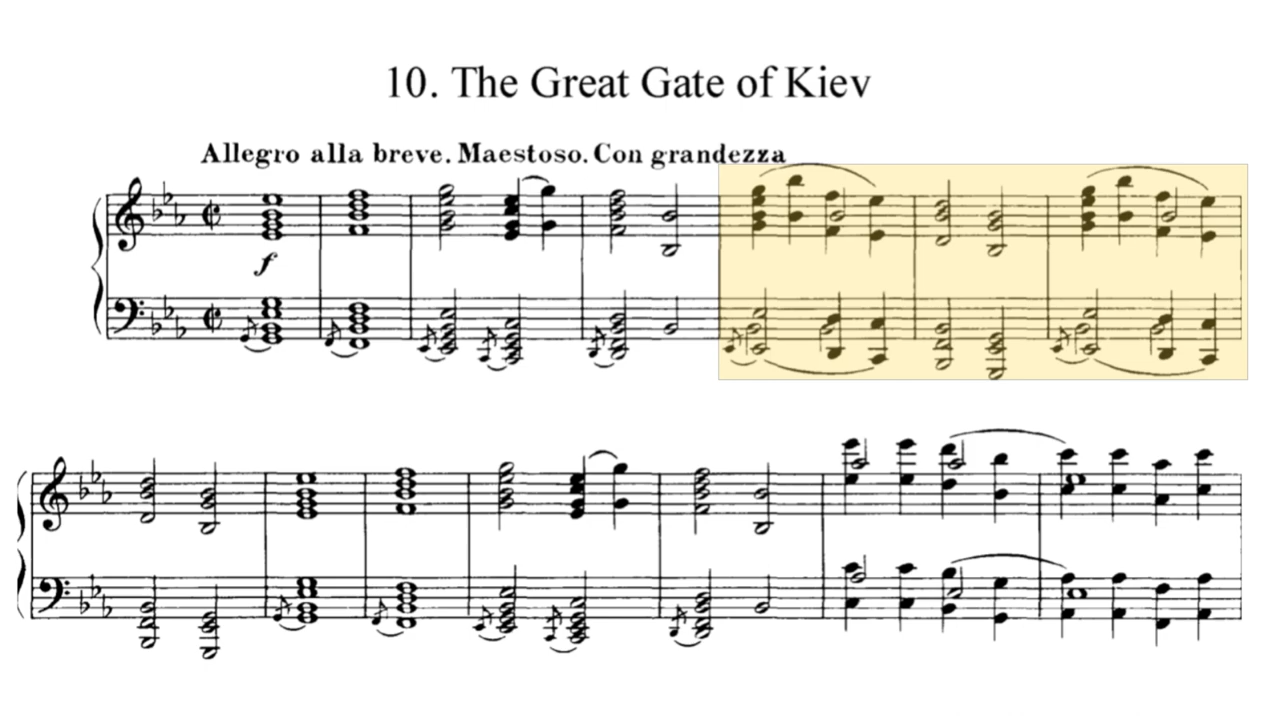 10. The Great Gate of Kiev
Allegro alla breve. Maestoso. Con grandezza
f